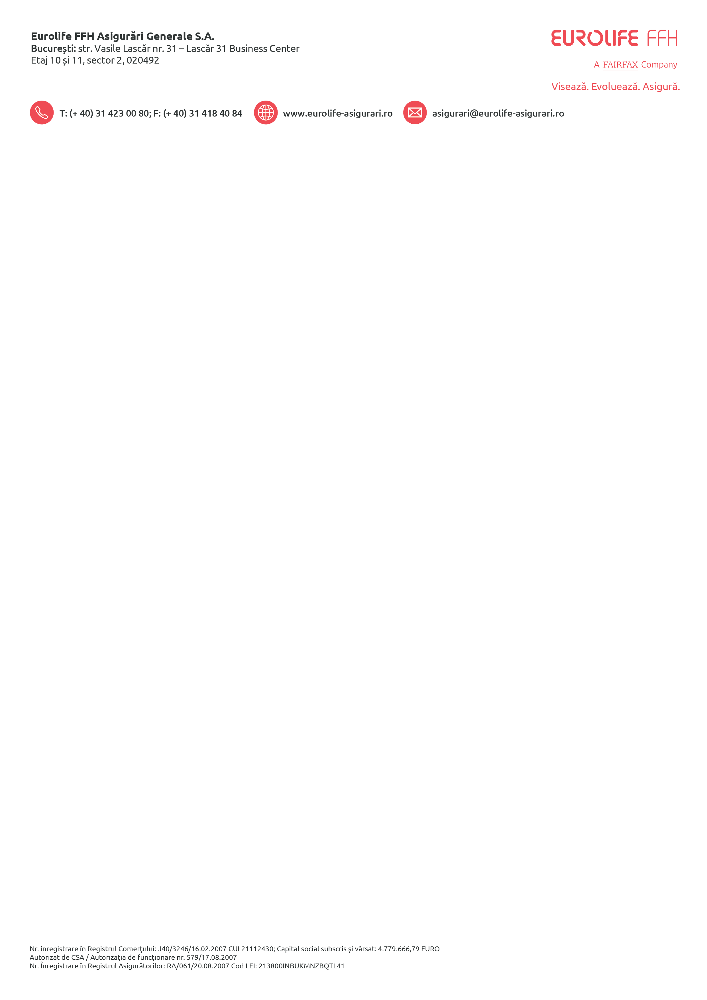 Eurolife FFH Asigurări Generale S.A.
București: str. Vasile Lascăr nr. 31 – Lascăr 31 Business Center
Etaj 10 și 11, sector 2, 020492
EUROLIFE FFH
A FAIRFAX Company
Visează. Evoluează. Asigură.
T: (+ 40) 31 423 00 80; F: (+ 40) 31 418 40 84
www.eurolife-asigurari.ro
asigurari@eurolife-asigurari.ro
Nr. inregistrare în Registrul Comerţului: J40/3246/16.02.2007 CUI 21112430; Capital social subscris şi vărsat: 4.779.666,79 EURO
Autorizat de CSA / Autorizaţia de funcţionare nr. 579/17.08.2007
Nr. Înregistrare în Registrul Asigurătorilor: RA/061/20.08.2007 Cod LEI: 213800INBUKMNZBQTL41